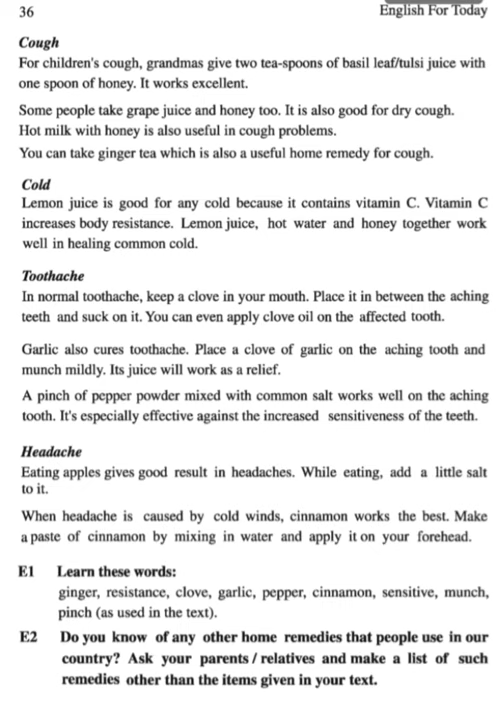 36
English For Today
Cough
For children's cough, grandmas give two tea-spoons of basil leaf/tulsi juice with
one spoon of honey. It works excellent.
Some people take grape juice and honey too. It is also good for dry cough.
Hot milk with honey is also useful in cough problems.
You can take ginger tea which is also a useful home remedy for cough.
Cold
Lemon juice is good for any cold because it contains vitamin C. Vitamin C
increases body resistance. Lemon juice, hot water and honey together work
well in healing common cold.
Toothache
In normal toothache, keep a clove in your mouth. Place it in between the aching
teeth and suck on it. You can even apply clove oil on the affected tooth.
Garlic also cures toothache. Place a clove of garlic on the aching tooth and
munch mildly. Its juice will work as a relief.
A pinch of pepper powder mixed with common salt works well on the aching
tooth. It's especially effective against the increased sensitiveness of the teeth.
Headache
Eating apples gives good result in headaches. While eating, add a little salt
to it.
When headache is caused by cold winds, cinnamon works the best. Make
a paste of cinnamon by mixing in water and apply it on your forehead.
E1 Learn these words:
ginger, resistance, clove, garlic, pepper, cinnamon, sensitive, munch,
pinch (as used in the text).
E2 Do you know of any other home remedies that people use in our
country? Ask your parents / relatives and make a list of such
remedies other than the items given in your text.